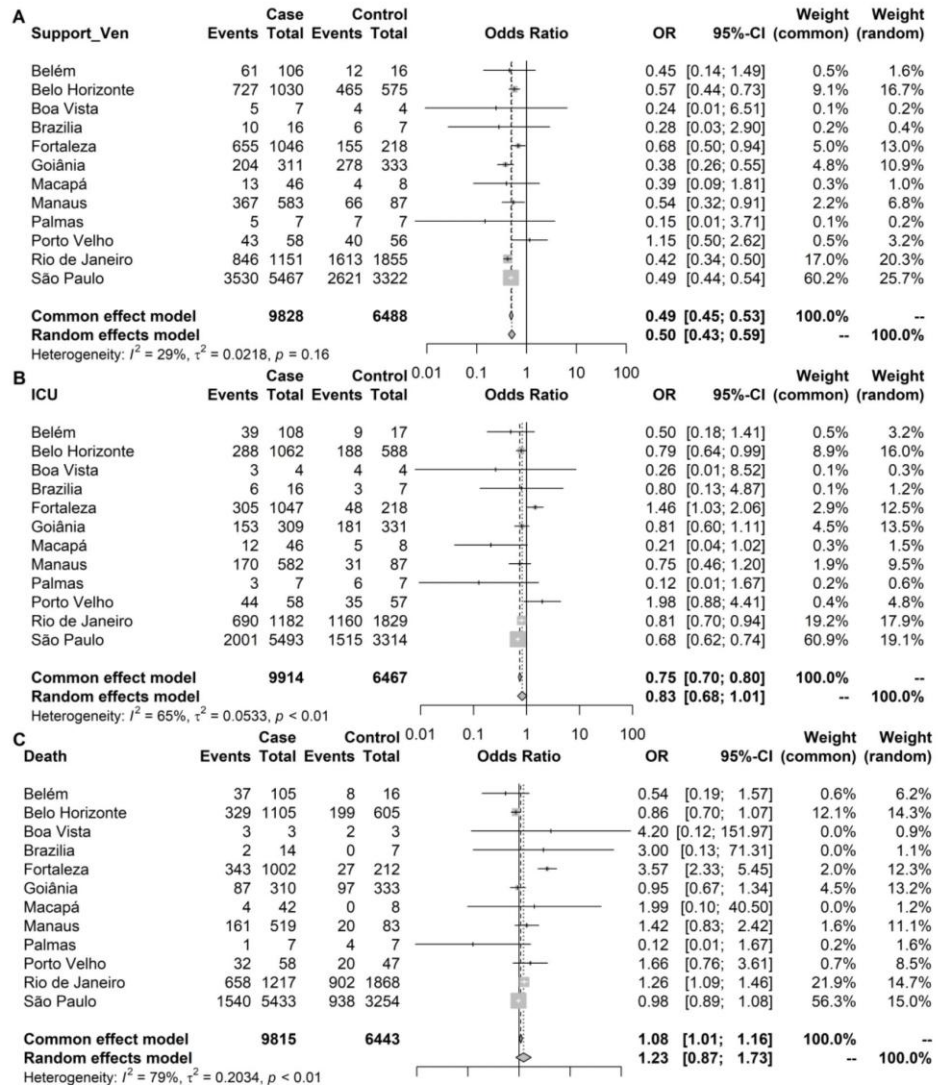 A Case Control Weight Weight
Support_Ven Events Total Events Total Odds Ratio OR 95%-CI (common) (random)
Belém 61 106 12 16 0.45 [0.14; 1.49] 0.5% 1.6%
Belo Horizonte 727 1030 465 575 0.57 [0.44; 0.73] 9.1% 16.7%
Boa Vista 5 7 4 4 0.24 [0.01; 6.51] 0.1% 0.2%
Brazilia 10 16 6 7 0.28 [0.03; 2.90] 0.2% 0.4%
Fortaleza 655 1046 155 218 0.68 [0.50; 0.94] 5.0% 13.0%
Goiânia 204 311 278 333 0.38 [0.26; 0.55] 4.8% 10.9%
Macapá 13 46 4 8 0.39 [0.09; 1.81] 0.3% 1.0%
Manaus 367 583 66 87 0.54 [0.32; 0.91] 2.2% 6.8%
Palmas 5 7 7 7 0.15 [0.01; 3.71] 0.1% 0.2%
Porto Velho 43 58 40 56 1.15 [0.50; 2.62] 0.5% 3.2%
Rio de Janeiro 846 1151 1613 1855 0.42 [0.34; 0.50] 17.0% 20.3%
São Paulo 3530 5467 2621 3322 0.49 [0.44; 0.54] 60.2% 25.7%
Common effect model 9828 6488 0.49 [0.45; 0.53] 100.0% --
Random effects model 0.50 [0.43; 0.59] -- 100.0%
Heterogeneity: I² = 29%, τ² = 0.0218, p = 0.16
0.01 0.1 1 10 100
B Case Control Weight Weight
ICU Events Total Events Total Odds Ratio OR 95%-CI (common) (random)
Belém 39 108 9 17 0.50 [0.18; 1.41] 0.5% 3.2%
Belo Horizonte 288 1062 188 588 0.79 [0.64; 0.99] 8.9% 16.0%
Boa Vista 3 4 4 4 0.26 [0.01; 8.52] 0.1% 0.3%
Brazilia 6 16 3 7 0.80 [0.13; 4.87] 0.1% 1.2%
Fortaleza 305 1047 48 218 1.46 [1.03; 2.06] 2.9% 12.5%
Goiânia 153 309 181 331 0.81 [0.60; 1.11] 4.5% 13.5%
Macapá 12 46 5 8 0.21 [0.04; 1.02] 0.3% 1.5%
Manaus 170 582 31 87 0.75 [0.46; 1.20] 1.9% 9.5%
Palmas 3 7 6 7 0.12 [0.01; 1.67] 0.2% 0.6%
Porto Velho 44 58 35 57 1.98 [0.88; 4.41] 0.4% 4.8%
Rio de Janeiro 690 1182 1160 1829 0.81 [0.70; 0.94] 19.2% 17.9%
São Paulo 2001 5493 1515 3314 0.68 [0.62; 0.74] 60.9% 19.1%
Common effect model 9914 6467 0.75 [0.70; 0.80] 100.0% --
Random effects model 0.83 [0.68; 1.01] -- 100.0%
Heterogeneity: I² = 65%, τ² = 0.0533, p < 0.01
0.01 0.1 1 10 100
C Case Control Weight Weight
Death Events Total Events Total Odds Ratio OR 95%-CI (common) (random)
Belém 37 105 8 16 0.54 [0.19; 1.57] 0.6% 6.2%
Belo Horizonte 329 1105 199 605 0.86 [0.70; 1.07] 12.1% 14.3%
Boa Vista 3 3 2 3 4.20 [0.12; 151.97] 0.0% 0.9%
Brazilia 2 14 0 7 3.00 [0.13; 71.31] 0.0% 1.1%
Fortaleza 343 1002 27 212 3.57 [2.33; 5.45] 2.0% 12.3%
Goiânia 87 310 97 333 0.95 [0.67; 1.34] 4.5% 13.2%
Macapá 4 42 0 8 1.99 [0.10; 40.50] 0.0% 1.2%
Manaus 161 519 20 83 1.42 [0.83; 2.42] 1.6% 11.1%
Palmas 1 7 4 7 0.12 [0.01; 1.67] 0.2% 1.6%
Porto Velho 32 58 20 47 1.66 [0.76; 3.61] 0.7% 8.5%
Rio de Janeiro 658 1217 902 1868 1.26 [1.09; 1.46] 21.9% 14.7%
São Paulo 1540 5433 938 3254 0.98 [0.89; 1.08] 56.3% 15.0%
Common effect model 9815 6443 1.08 [1.01; 1.16] 100.0% --
Random effects model 1.23 [0.87; 1.73] -- 100.0%
Heterogeneity: I² = 79%, τ² = 0.2034, p < 0.01